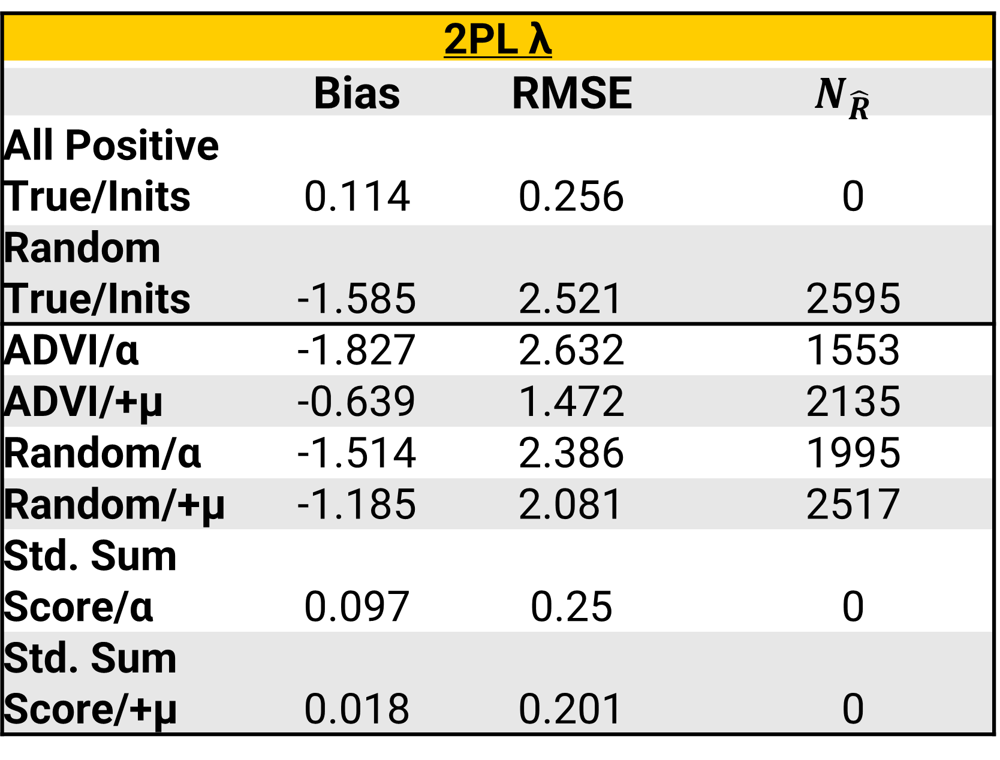 2PL λ
Bias RMSE N_R̂
All Positive
True/Inits 0.114 0.256 0
Random
True/Inits -1.585 2.521 2595
ADVI/α -1.827 2.632 1553
ADVI/+μ -0.639 1.472 2135
Random/α -1.514 2.386 1995
Random/+μ -1.185 2.081 2517
Std. Sum
Score/α 0.097 0.25 0
Std. Sum
Score/+μ 0.018 0.201 0